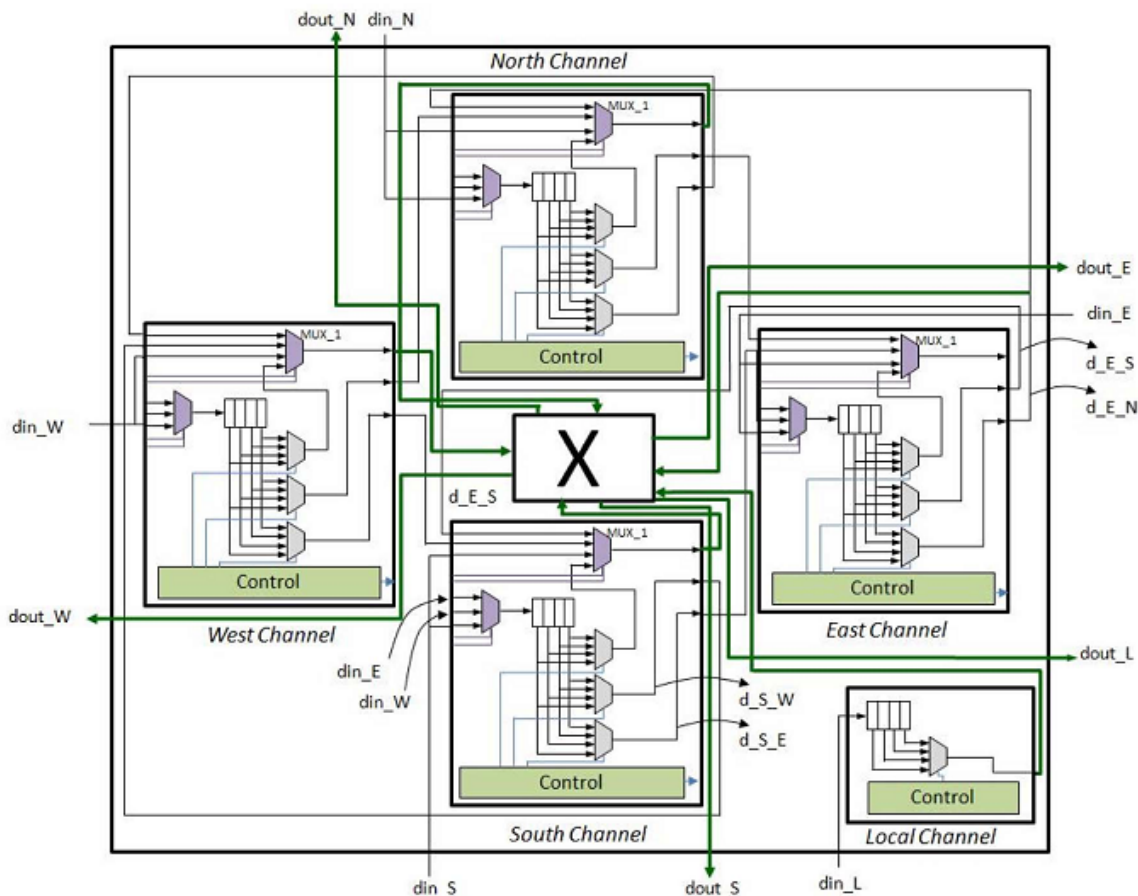 dout_N
din_N
North Channel
MUX_1
Control
dout_E
din_E
d_E_S
d_E_N
MUX_1
Control
West Channel
din_W
dout_W
X
d_E_S
MUX_1
Control
East Channel
MUX_1
din_E
din_W
d_S_W
d_S_E
Control
South Channel
dout_L
Control
Local Channel
din_S
dout_S
din_L